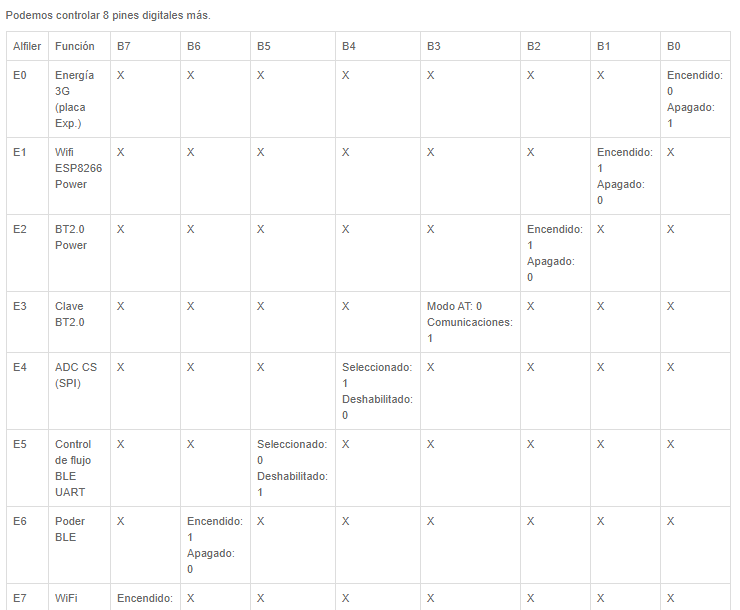 Podemos controlar 8 pines digitales más.
Alfiler Función B7 B6 B5 B4 B3 B2 B1 B0
E0 Energía X X X X X X X Encendido:
3G 0
(placa Apagado:
Exp.) 1
E1 Wifi X X X X X X Encendido: X
ESP8266 1
Power Apagado:
0
E2 BT2.0 X X X X X Encendido: X X
Power 1
Apagado:
0
E3 Clave X X X X Modo AT: 0 X X X
BT2.0 Comunicaciones:
1
E4 ADC CS X X X Seleccionado: X X X X
(SPI) 1
Deshabilitado:
0
E5 Control X X Seleccionado: X X X X X
de flujo 0
BLE Deshabilitado:
UART 1
E6 Poder X Encendido: X X X X X X
BLE 1
Apagado:
0
E7 WiFi Encendido: X X X X X X X